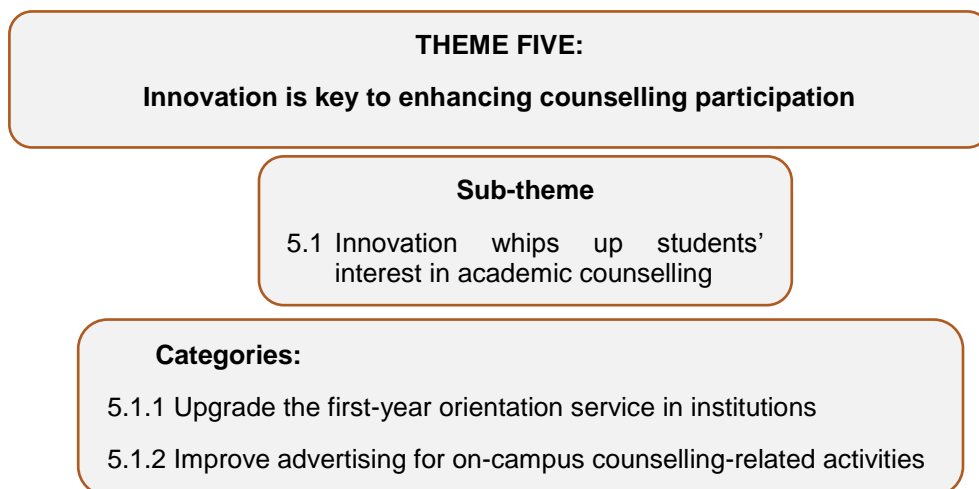 THEME FIVE:
Innovation is key to enhancing counselling participation
Sub-theme
5.1 Innovation whips up students’
interest in academic counselling
Categories:
5.1.1 Upgrade the first-year orientation service in institutions
5.1.2 Improve advertising for on-campus counselling-related activities